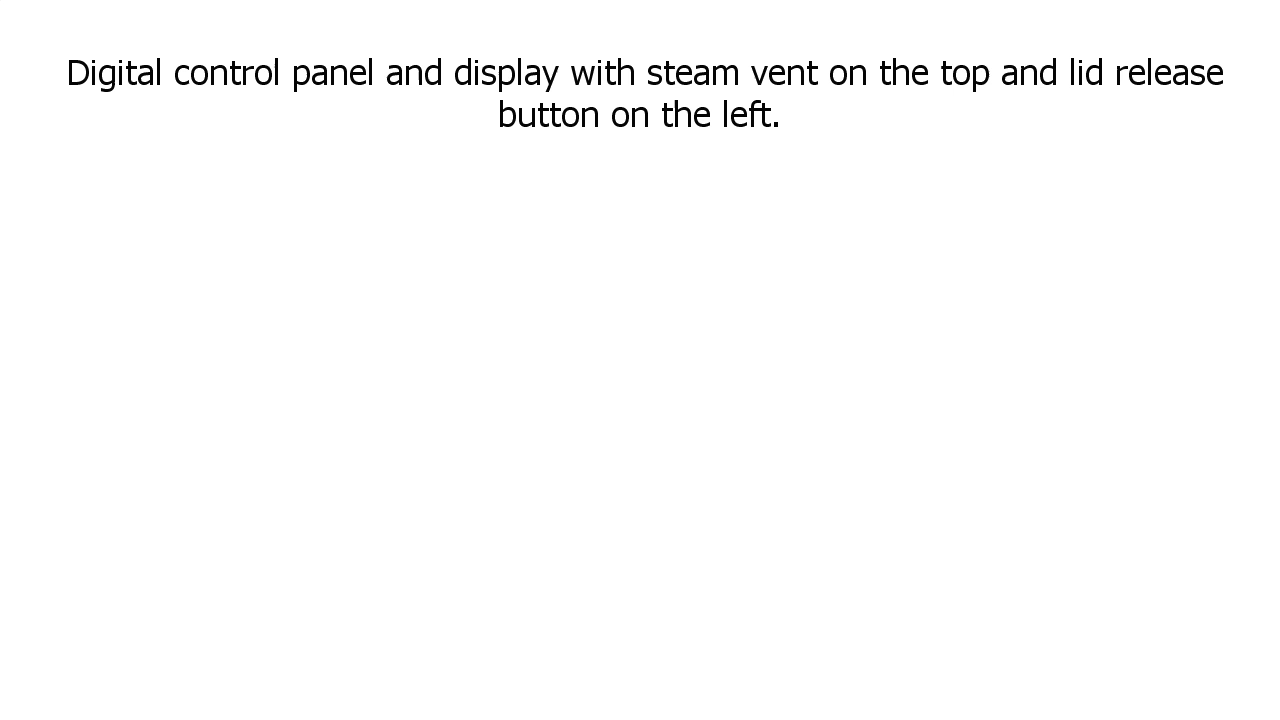 Digital control panel and display with steam vent on the top and lid release
button on the left.